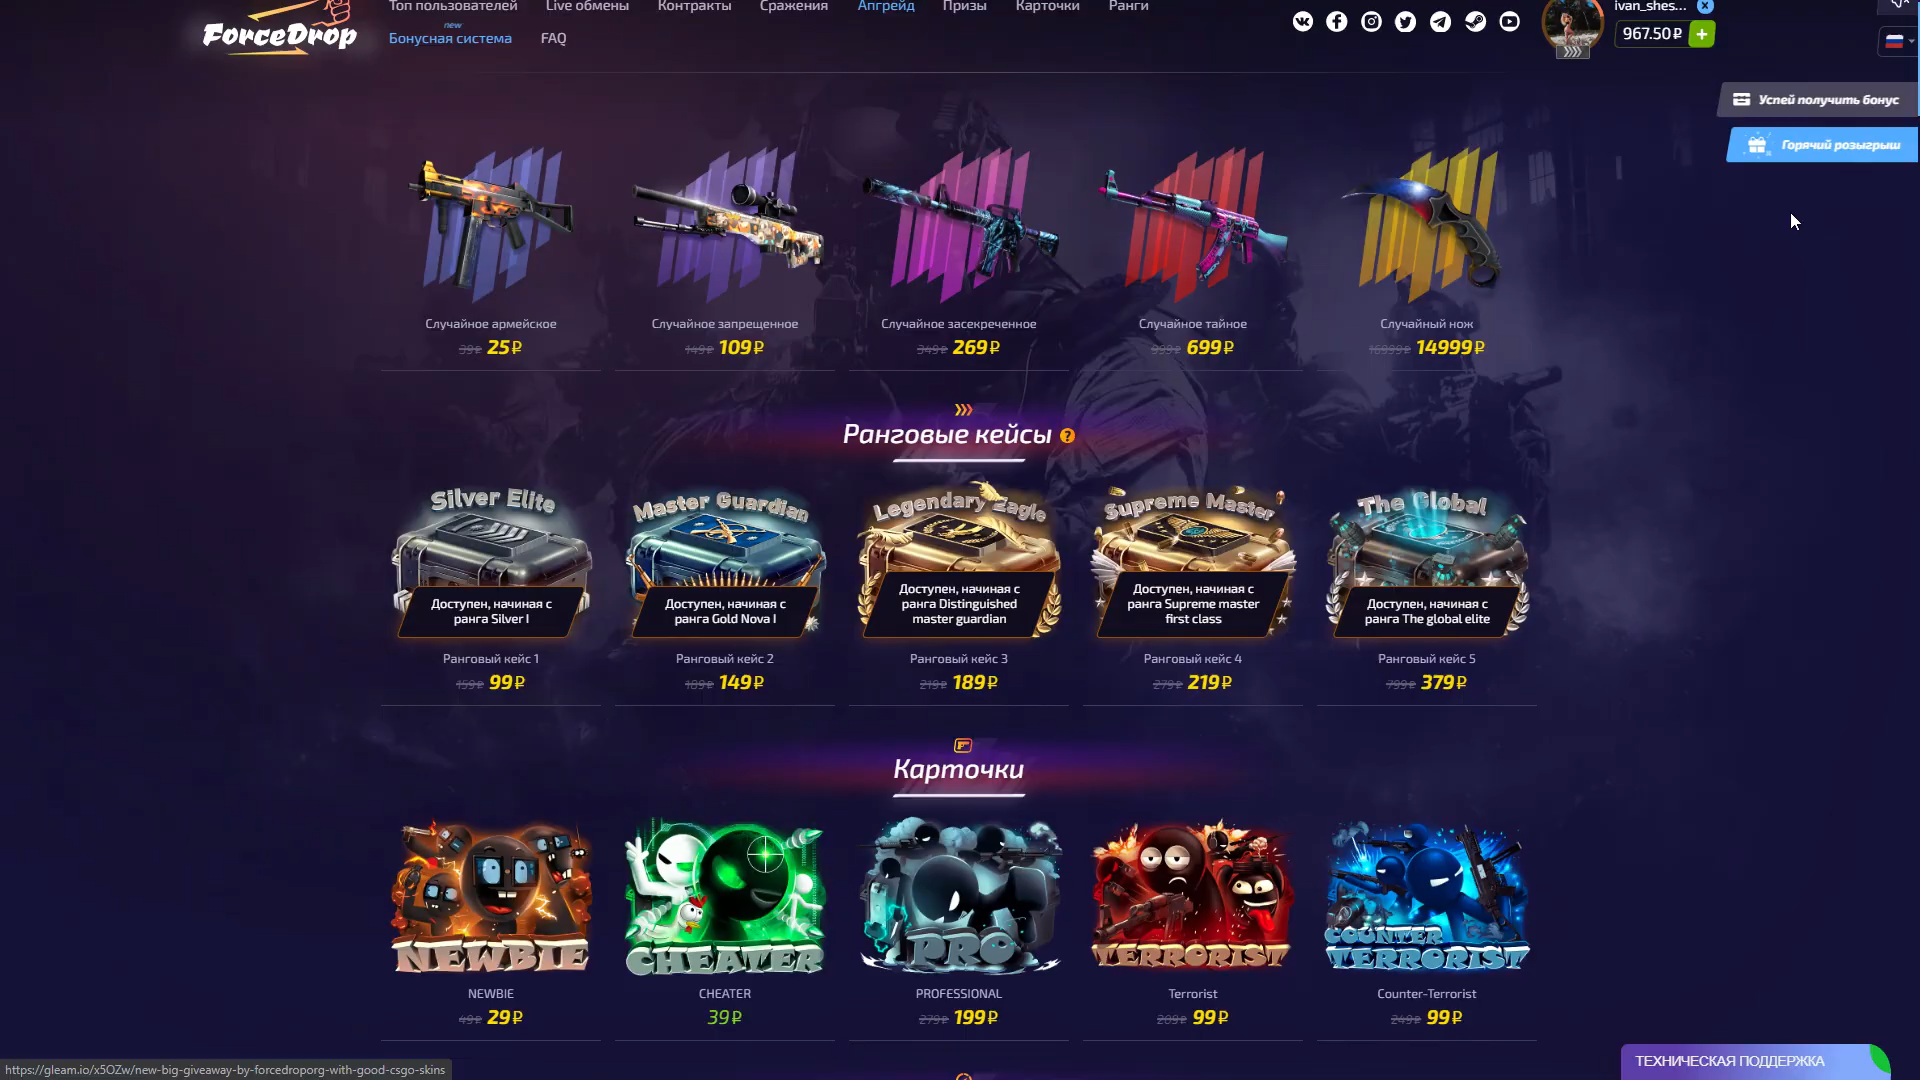 ForceDrop
Топ пользователей
Live обмены
Контракты
Сражения
Апгрейд
Призы
Карточки
Ранги
new
Бонусная система
FAQ
ivan_shes...
967.50₽
Успей получить бонус
Горячий розыгрыш
Случайное армейское
39₽ 25₽
Случайное запрещенное
149₽ 109₽
Случайное засекреченное
349₽ 269₽
Случайное тайное
999₽ 699₽
Случайный нож
16999₽ 14999₽
Ранговые кейсы ?
Silver Elite
Доступен, начиная с
ранга Silver I
Ранговый кейс 1
159₽ 99₽
Master Guardian
Доступен, начиная с
ранга Gold Nova I
Ранговый кейс 2
189₽ 149₽
Legendary Eagle
Доступен, начиная с
ранга Distinguished
master guardian
Ранговый кейс 3
219₽ 189₽
Supreme Master
Доступен, начиная с
ранга Supreme master
first class
Ранговый кейс 4
279₽ 219₽
The Global
Доступен, начиная с
ранга The global elite
Ранговый кейс 5
799₽ 379₽
Карточки
NEWBIE
NEWBIE
49₽ 29₽
CHEATER
CHEATER
39₽
PRO
PROFESSIONAL
279₽ 199₽
TERRORIST
Terrorist
209₽ 99₽
COUNTER
TERRORIST
Counter-Terrorist
249₽ 99₽
ТЕХНИЧЕСКАЯ ПОДДЕРЖКА
https://gleam.io/x5OZw/new-big-giveaway-by-forcedroporg-with-good-csgo-skins